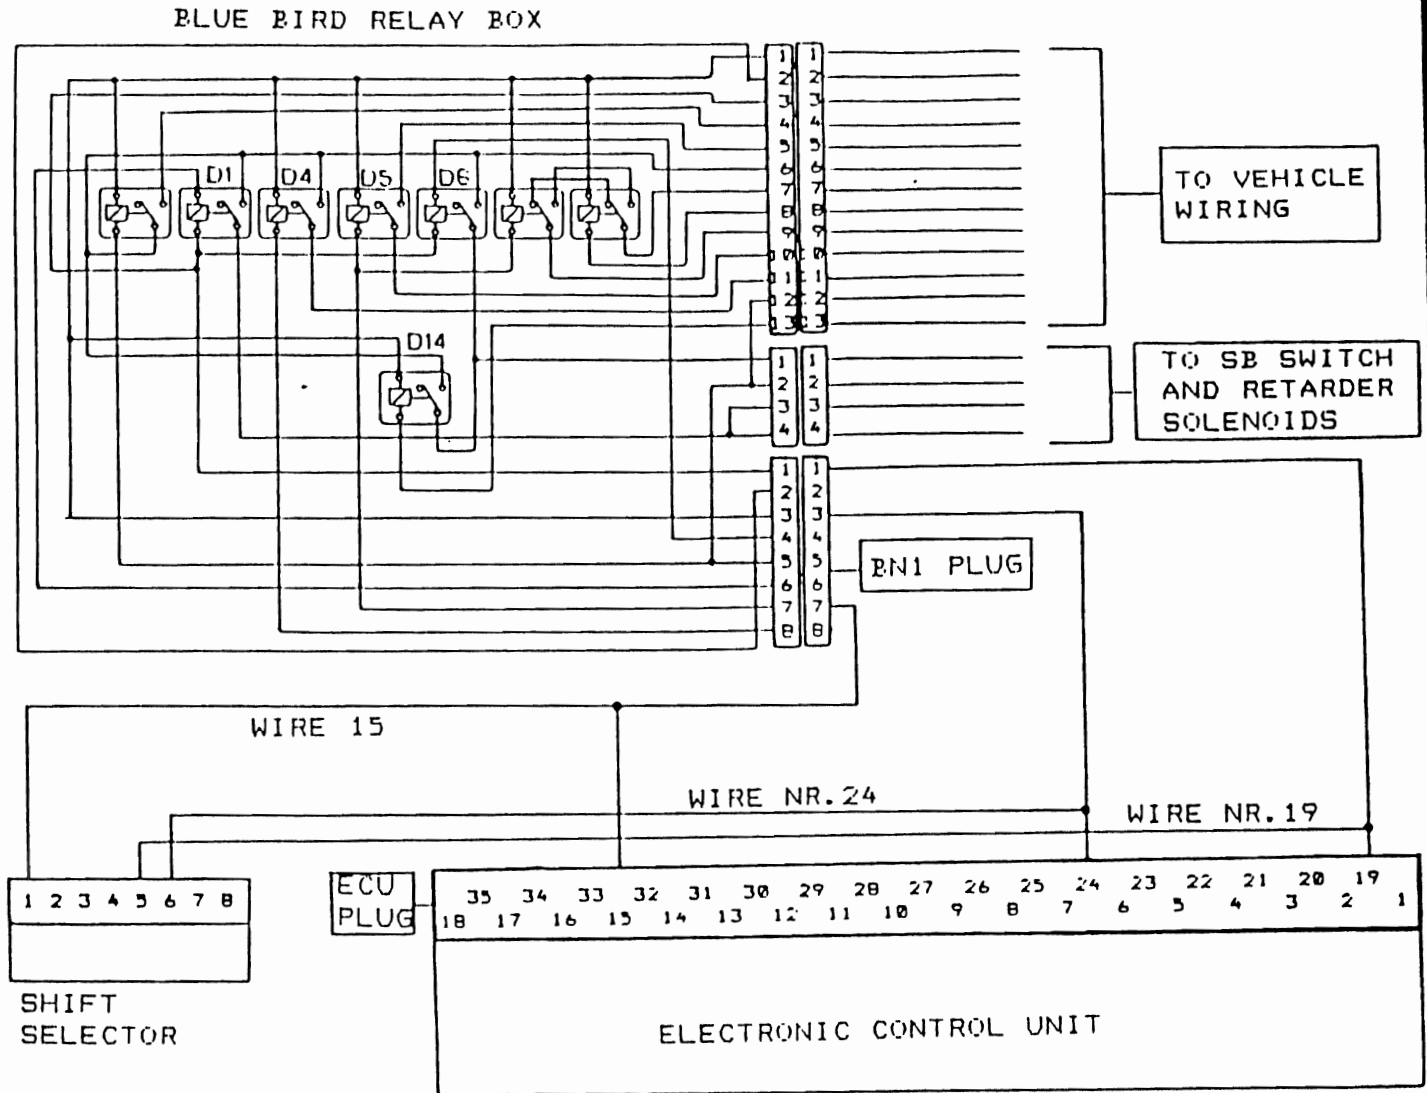 BLUE BIRD RELAY BOX
1 1
2 2
3 3
4 4
5 5
6 6
7 7
8 8
9 9
10 10
11 11
12 12
13 13
D1 D4 D5 D6
TO VEHICLE
WIRING
D14
1 1
2 2
3 3
4 4
TO SB SWITCH
AND RETARDER
SOLENOIDS
1 1
2 2
3 3
4 4
5 5
6 6
7 7
8 8
BN1 PLUG
WIRE 15
WIRE NR.24
WIRE NR.19
1 2 3 4 5 6 7 8
SHIFT
SELECTOR
ECU
PLUG
35 34 33 32 31 30 29 28 27 26 25 24 23 22 21 20 19
18 17 16 15 14 13 12 11 10 9 8 7 6 5 4 3 2 1
ELECTRONIC CONTROL UNIT